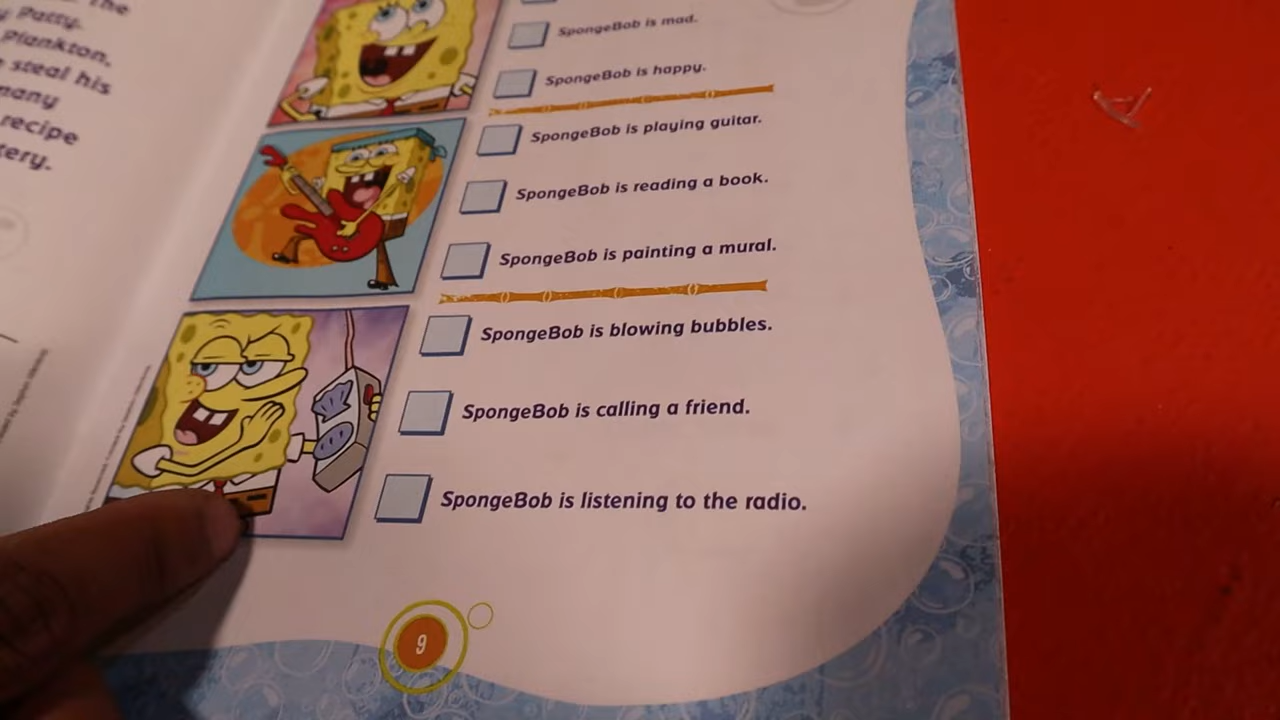 The
Patty.
Plankton,
steal his
many
recipe
tery.
SpongeBob is mad.
SpongeBob is happy.
SpongeBob is playing guitar.
SpongeBob is reading a book.
SpongeBob is painting a mural.
SpongeBob is blowing bubbles.
SpongeBob is calling a friend.
SpongeBob is listening to the radio.
9